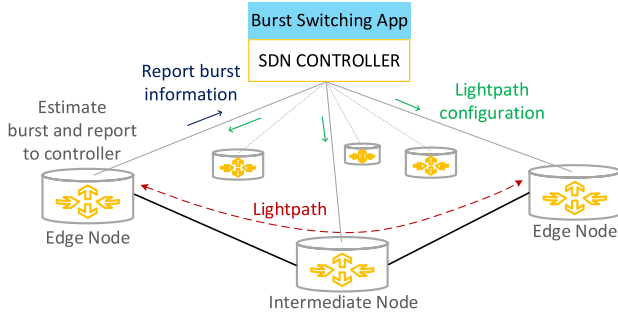 Burst Switching App
SDN CONTROLLER
Report burst
information
Lightpath
configuration
Estimate
burst and report
to controller
Lightpath
Edge Node
Edge Node
Intermediate Node